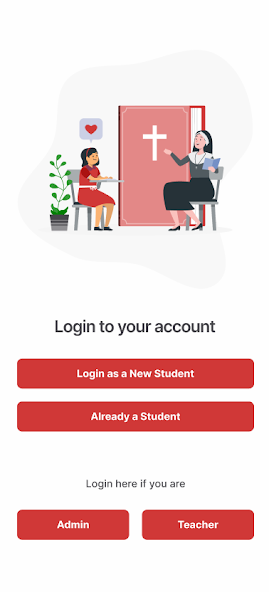 Login to your account
Login as a New Student
Already a Student
Login here if you are
Admin
Teacher